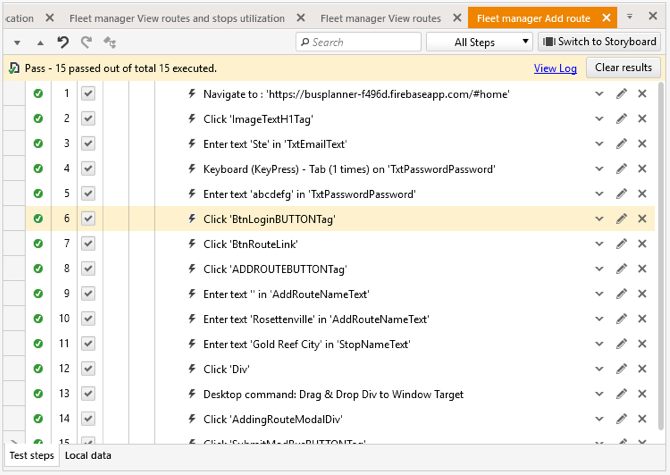 cation
Fleet manager View routes and stops utilization
Fleet manager View routes
Fleet manager Add route
Search
All Steps
Switch to Storyboard
Pass - 15 passed out of total 15 executed.
View Log
Clear results
1 Navigate to : 'https://busplanner-f496d.firebaseapp.com/#home'
2 Click 'ImageTextH1Tag'
3 Enter text 'Ste' in 'TxtEmailText'
4 Keyboard (KeyPress) - Tab (1 times) on 'TxtPasswordPassword'
5 Enter text 'abcdefg' in 'TxtPasswordPassword'
6 Click 'BtnLoginBUTTONTag'
7 Click 'BtnRouteLink'
8 Click 'ADDROUTEBUTTONTag'
9 Enter text '' in 'AddRouteNameText'
10 Enter text 'Rosettenville' in 'AddRouteNameText'
11 Enter text 'Gold Reef City' in 'StopNameText'
12 Click 'Div'
13 Desktop command: Drag & Drop Div to Window Target
14 Click 'AddingRouteModalDiv'
15 Click 'SubmitModBusBUTTONTag'
Test steps
Local data